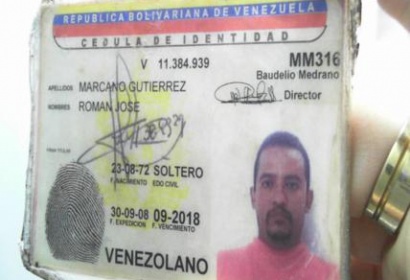 REPÚBLICA BOLIVARIANA DE VENEZUELA
CEDULA DE IDENTIDAD
V 11.384.939
MM316
Baudelio Medrano
Director
APELLIDOS MARCANO GUTIERREZ
NOMBRES ROMAN JOSE
23-08-72 SOLTERO
F. NACIMIENTO EDO CIVIL
30-09-08 09-2018
F. EXPEDICION F. VENCIMIENTO
VENEZOLANO